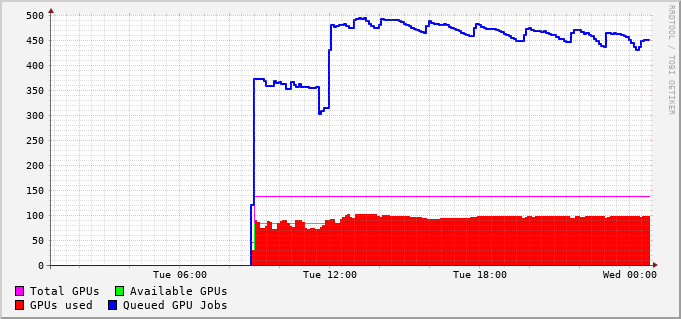 500
450
400
350
300
250
200
150
100
50
0
Tue 06:00 Tue 12:00 Tue 18:00 Wed 00:00
Total GPUs Available GPUs
GPUs used Queued GPU Jobs
RRDTOOL / TOBI OETIKER